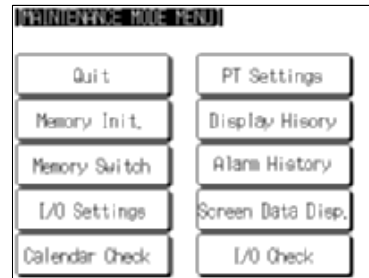 [MAINTENANCE MODE MENU]
Quit
PT Settings
Memory Init.
Display Hisory
Memory Switch
Alarm History
I/O Settings
Screen Data Disp.
Calendar Check
I/O Check